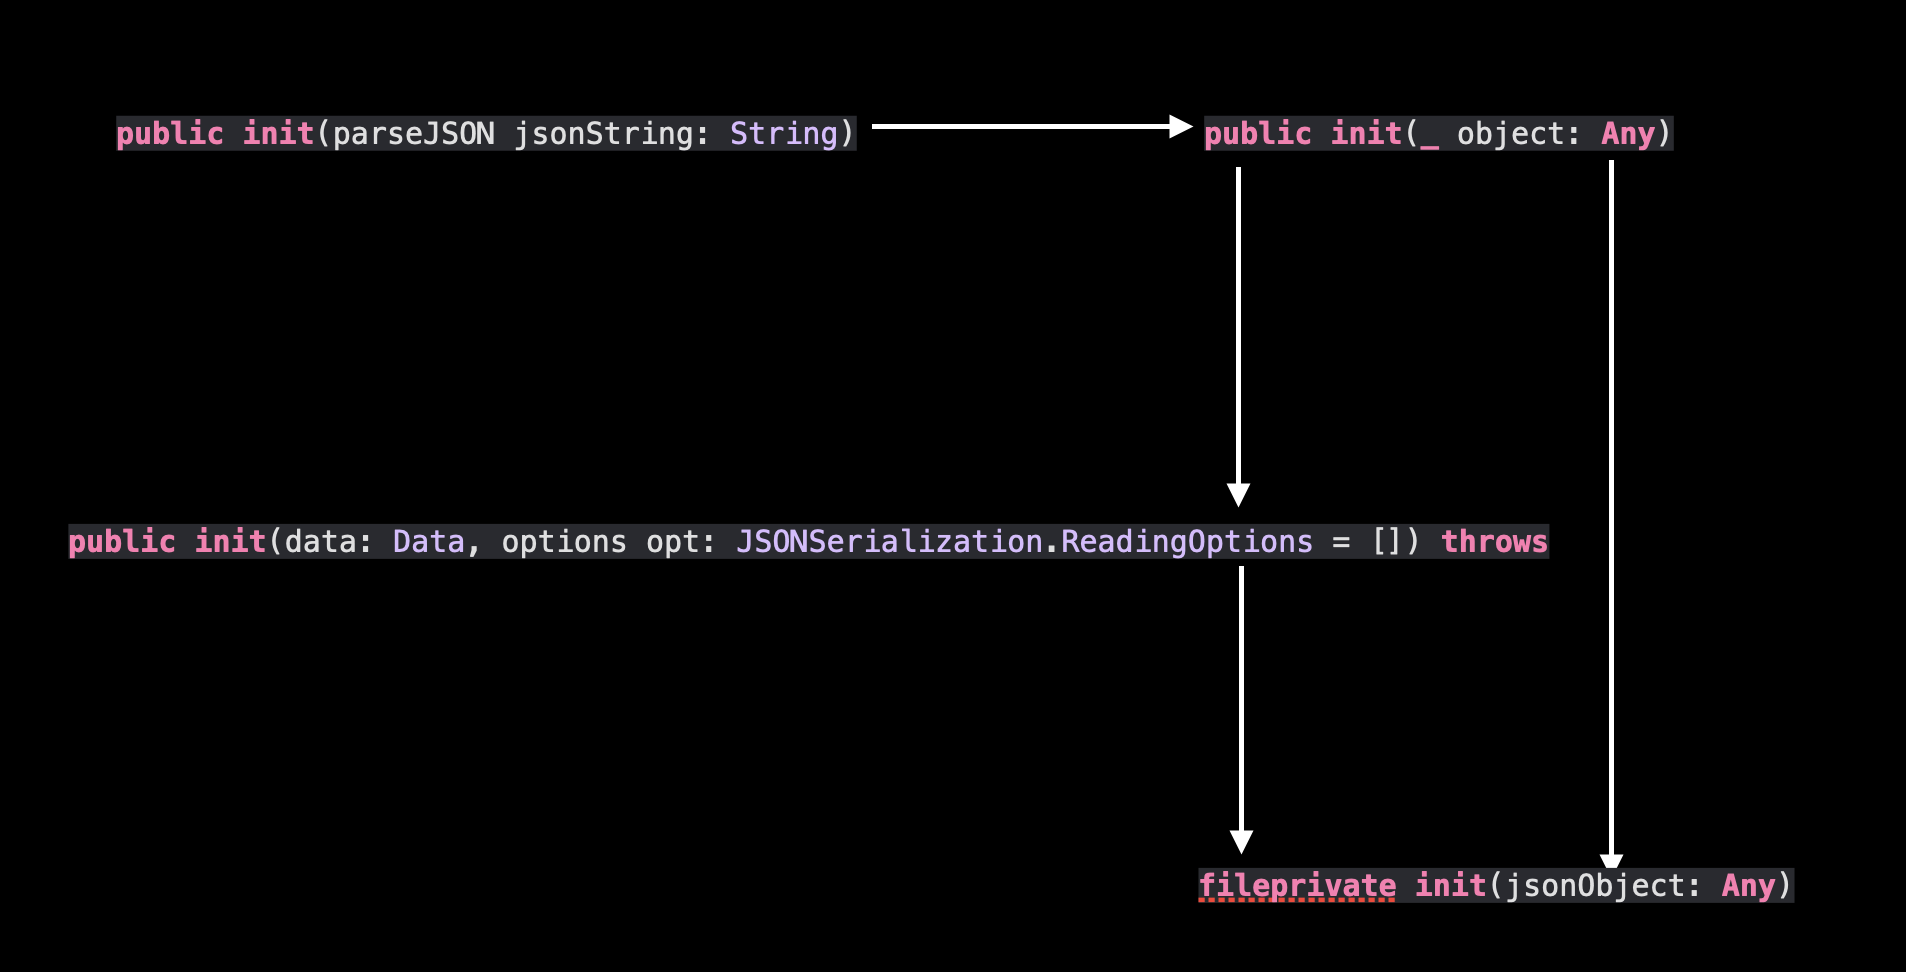 public init(parseJSON jsonString: String)
public init(_ object: Any)
public init(data: Data, options opt: JSONSerialization.ReadingOptions = []) throws
fileprivate init(jsonObject: Any)